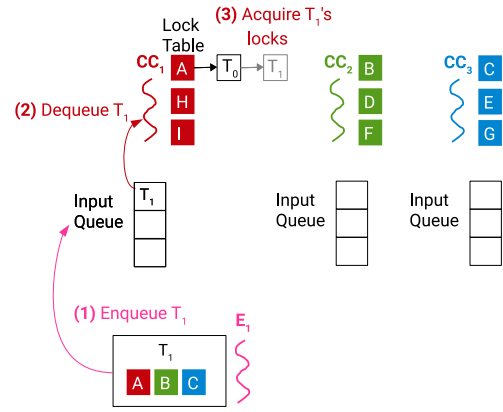 Lock
Table
(3) Acquire T₁'s
locks
CC₁ A T₀ T₁
H
I
CC₂ B
D
F
CC₃ C
E
G
(2) Dequeue T₁
T₁
Input
Queue
Input
Queue
Input
Queue
(1) Enqueue T₁
E₁
T₁
A B C